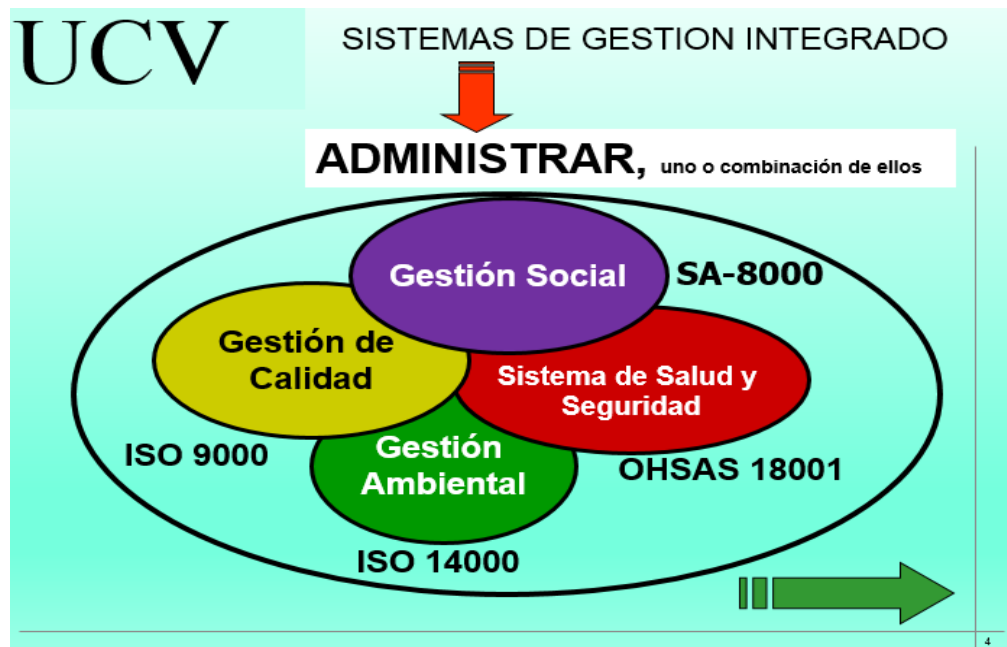 UCV
SISTEMAS DE GESTION INTEGRADO
ADMINISTRAR, uno o combinación de ellos
Gestión Social
SA-8000
Gestión de
Calidad
Sistema de Salud y
Seguridad
ISO 9000
Gestión
Ambiental
OHSAS 18001
ISO 14000
4